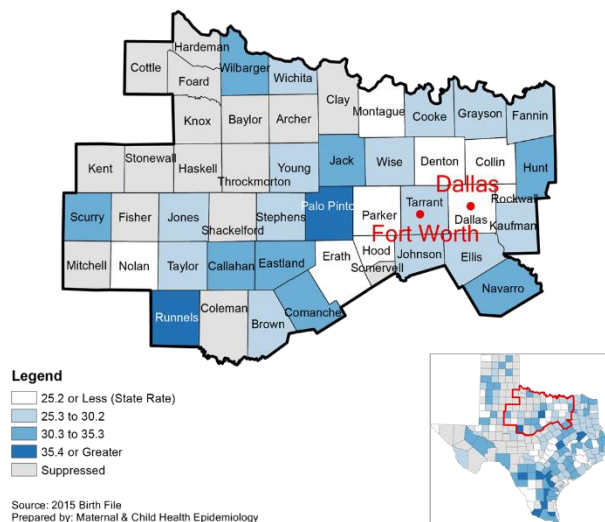 Hardeman
Cottle
Foard
Wilbarger
Wichita
Clay
Montague
Cooke
Grayson
Fannin
Knox
Baylor
Archer
Kent
Stonewall
Haskell
Throckmorton
Young
Jack
Wise
Denton
Collin
Hunt
Dallas
Rockwall
Scurry
Fisher
Jones
Shackelford
Stephens
Palo Pinto
Parker
Tarrant
Dallas
Kaufman
Fort Worth
Mitchell
Nolan
Taylor
Callahan
Eastland
Erath
Hood
Somervell
Johnson
Ellis
Navarro
Runnels
Coleman
Brown
Comanche
Legend
25.2 or Less (State Rate)
25.3 to 30.2
30.3 to 35.3
35.4 or Greater
Suppressed
Source: 2015 Birth File
Prepared by: Maternal & Child Health Epidemiology